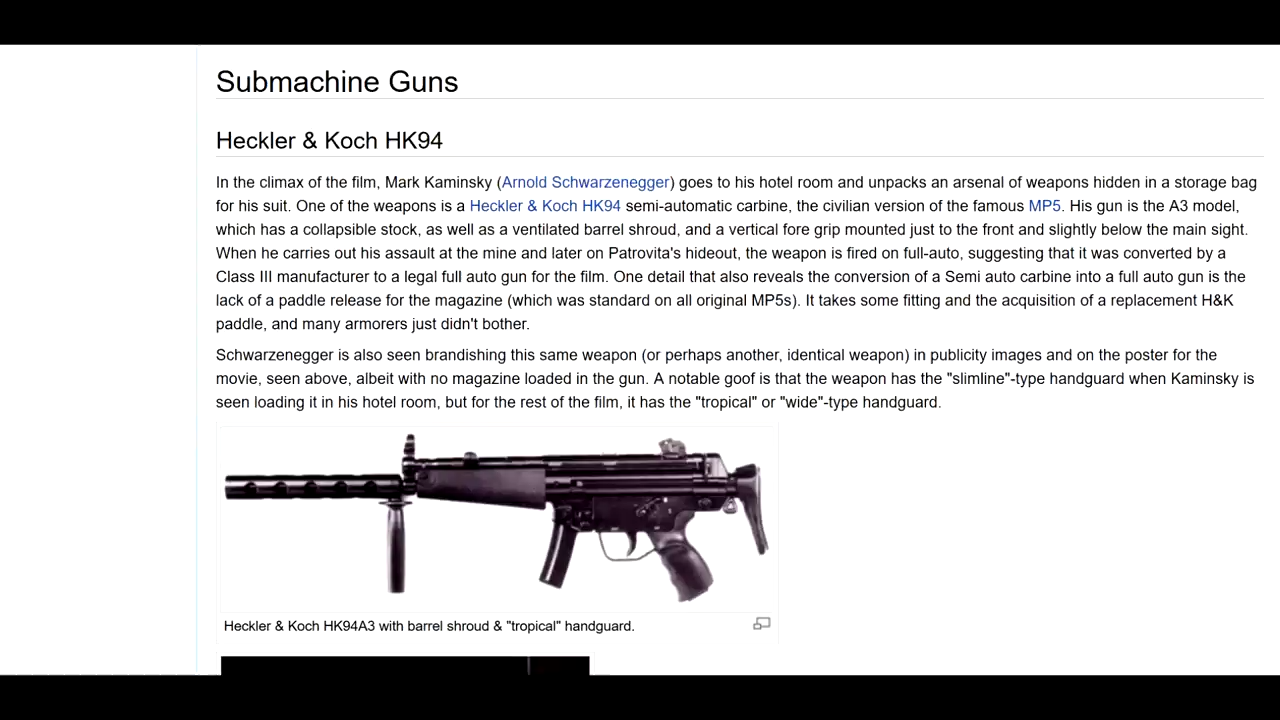 Submachine Guns
Heckler & Koch HK94
In the climax of the film, Mark Kaminsky (Arnold Schwarzenegger) goes to his hotel room and unpacks an arsenal of weapons hidden in a storage bag
for his suit. One of the weapons is a Heckler & Koch HK94 semi-automatic carbine, the civilian version of the famous MP5. His gun is the A3 model,
which has a collapsible stock, as well as a ventilated barrel shroud, and a vertical fore grip mounted just to the front and slightly below the main sight.
When he carries out his assault at the mine and later on Patrovita's hideout, the weapon is fired on full-auto, suggesting that it was converted by a
Class III manufacturer to a legal full auto gun for the film. One detail that also reveals the conversion of a Semi auto carbine into a full auto gun is the
lack of a paddle release for the magazine (which was standard on all original MP5s). It takes some fitting and the acquisition of a replacement H&K
paddle, and many armorers just didn't bother.
Schwarzenegger is also seen brandishing this same weapon (or perhaps another, identical weapon) in publicity images and on the poster for the
movie, seen above, albeit with no magazine loaded in the gun. A notable goof is that the weapon has the "slimline"-type handguard when Kaminsky is
seen loading it in his hotel room, but for the rest of the film, it has the "tropical" or "wide"-type handguard.
Heckler & Koch HK94A3 with barrel shroud & "tropical" handguard.